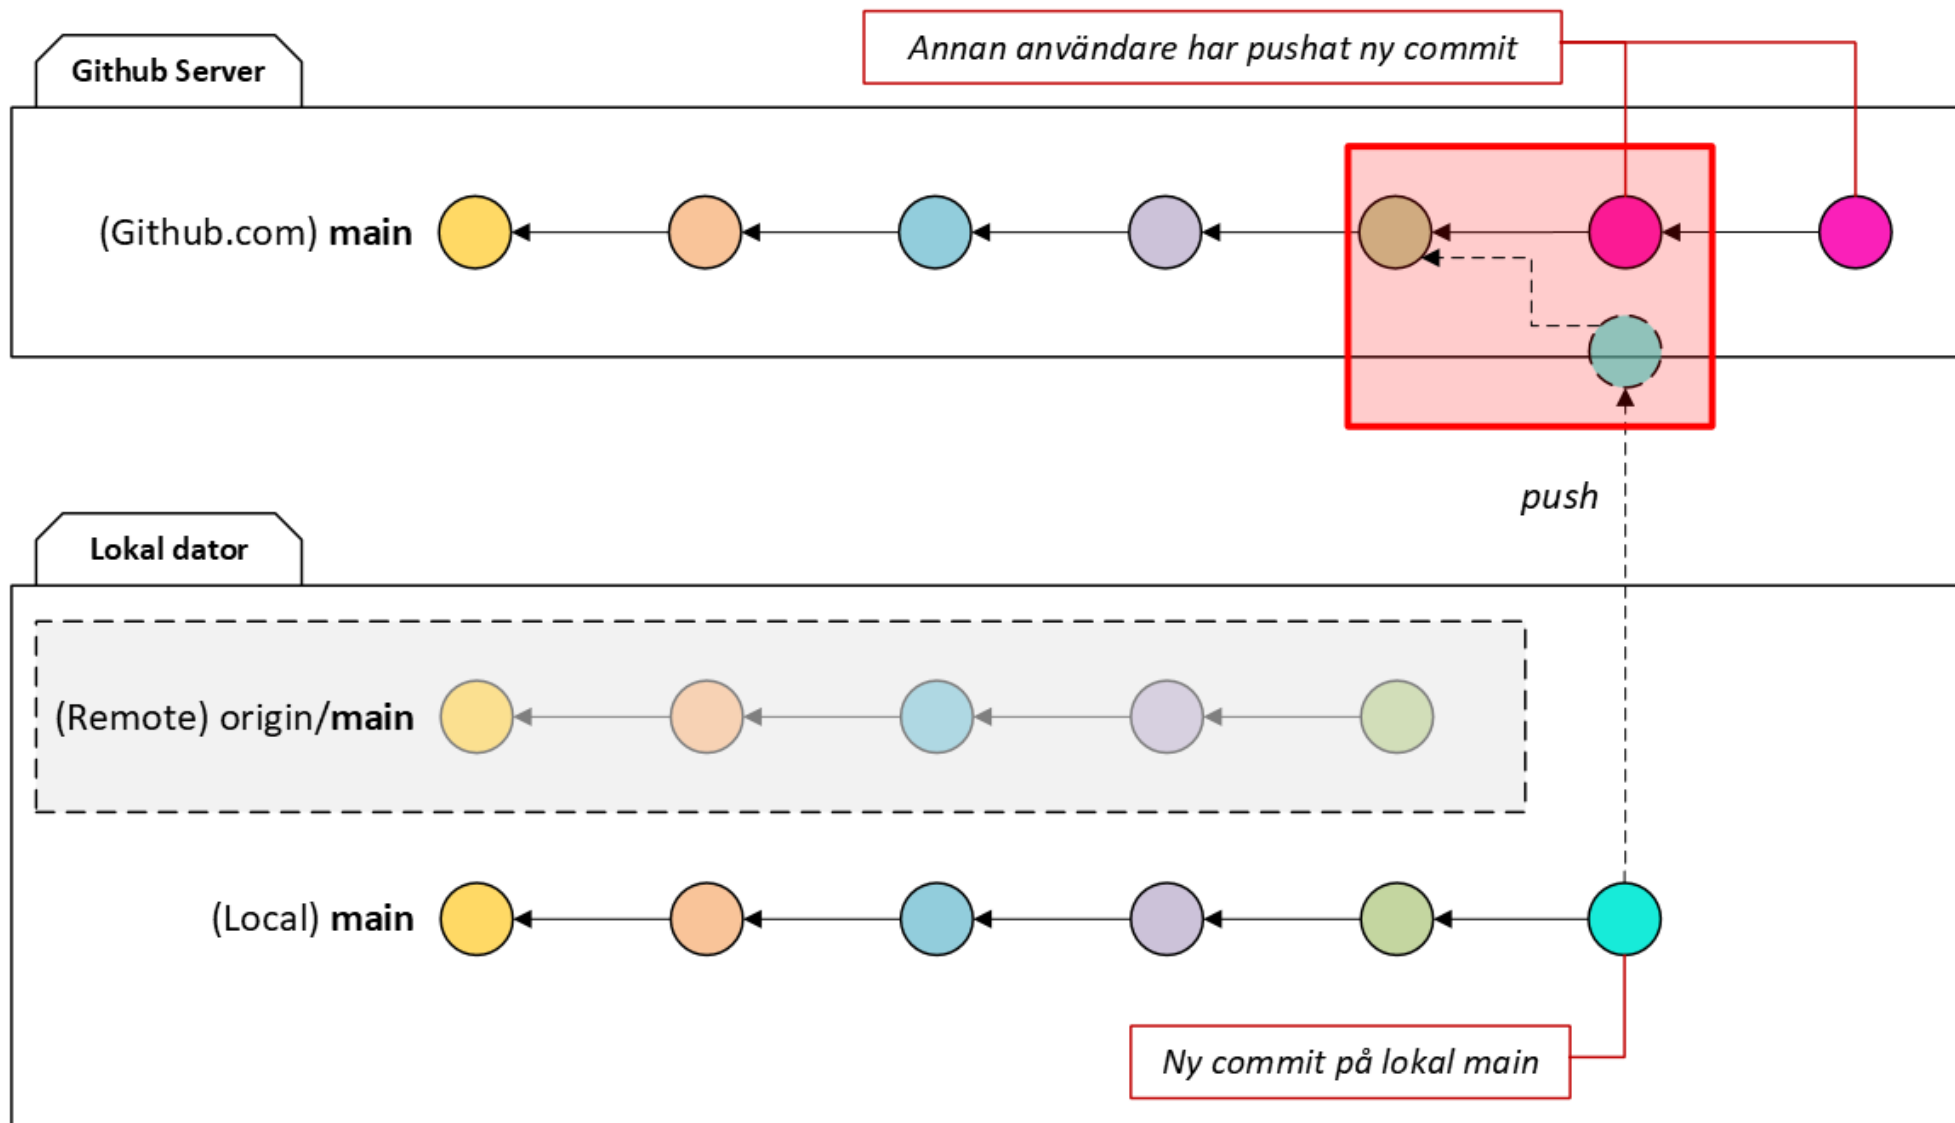 Annan användare har pushat ny commit
Github Server
(Github.com) main
push
Lokal dator
(Remote) origin/main
(Local) main
Ny commit på lokal main